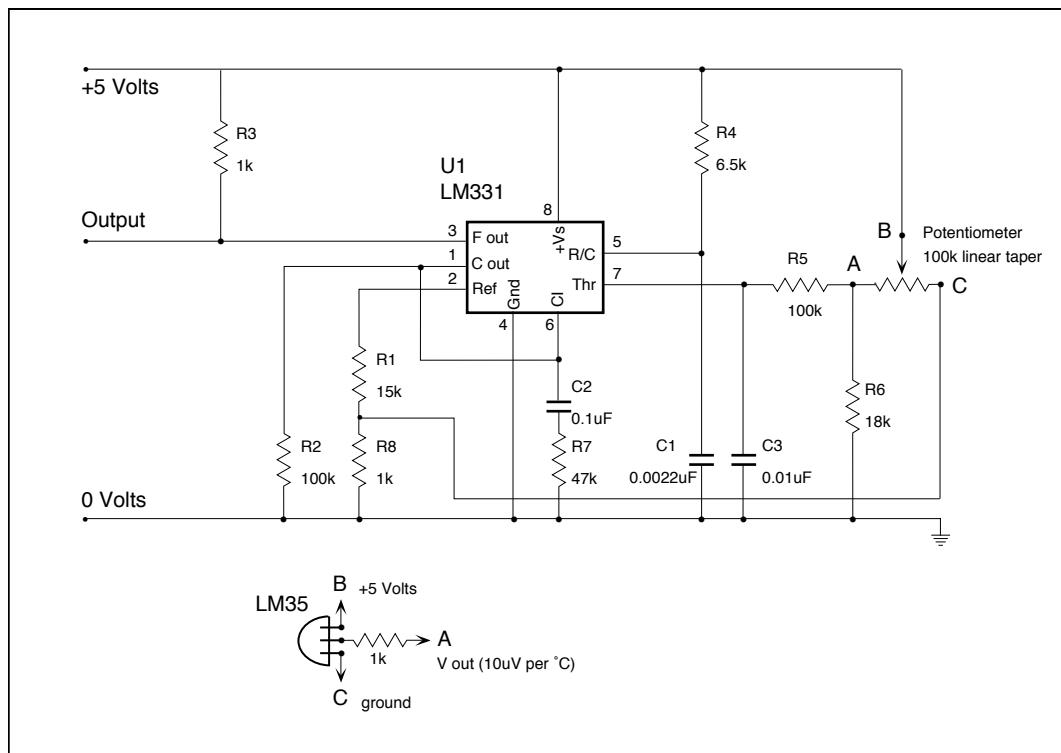 +5 Volts
R3
1k
R4
6.5k
U1
LM331
Output
8
3
F out
+Vs
5
1
C out
R/C
7
2
Ref
Thr
Gnd
CI
4
6
B
Potentiometer
100k linear taper
R5
A
C
100k
R1
15k
C2
0.1uF
R6
18k
R2
100k
R8
1k
R7
47k
C1
0.0022uF
C3
0.01uF
0 Volts
B
+5 Volts
LM35
A
1k
V out (10uV per ˚C)
C
ground